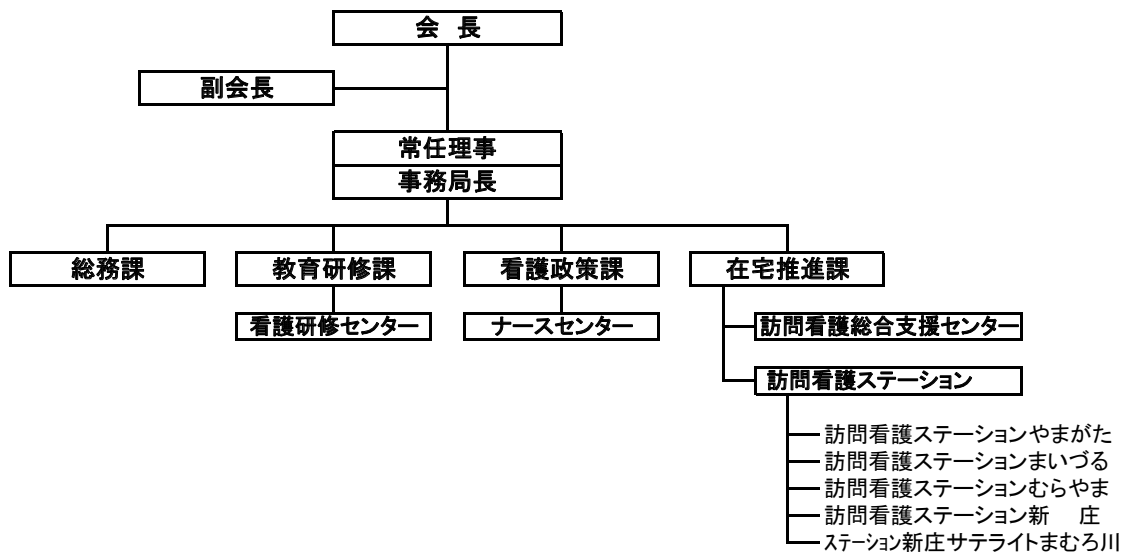 会 長
副会長
常任理事
事務局長
総務課
教育研修課
看護政策課
在宅推進課
看護研修センター
ナースセンター
訪問看護総合支援センター
訪問看護ステーション
訪問看護ステーションやまがた
訪問看護ステーションまいづる
訪問看護ステーションむらやま
訪問看護ステーション新 庄
ステーション新庄サテライトまむろ川